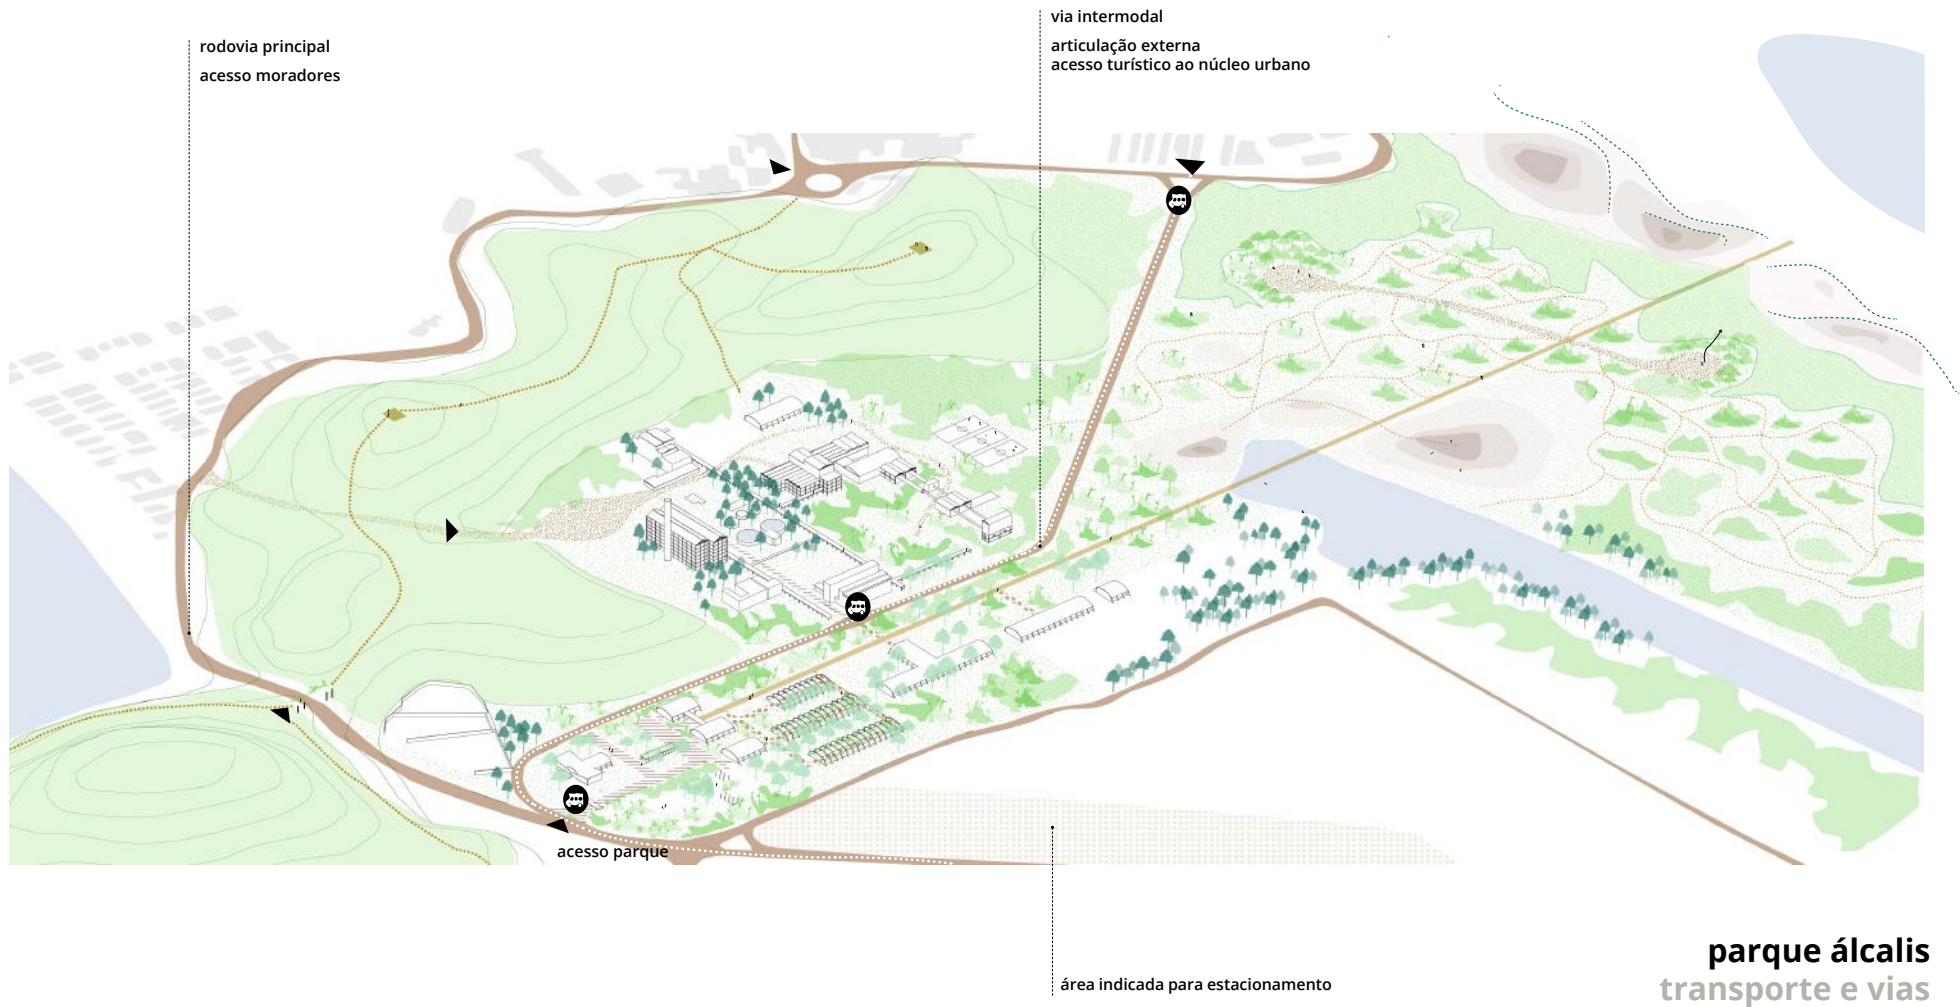 via intermodal
rodovia principal
articulação externa
acesso turístico ao núcleo urbano
acesso moradores
acesso parque
parque álcalis
área indicada para estacionamento
transporte e vias